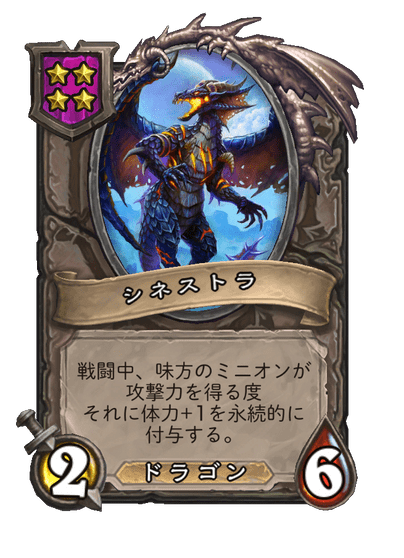 シネストラ
戦闘中、味方のミニオンが
攻撃力を得る度
それに体力+1を永続的に
付与する。
2
ドラゴン
6